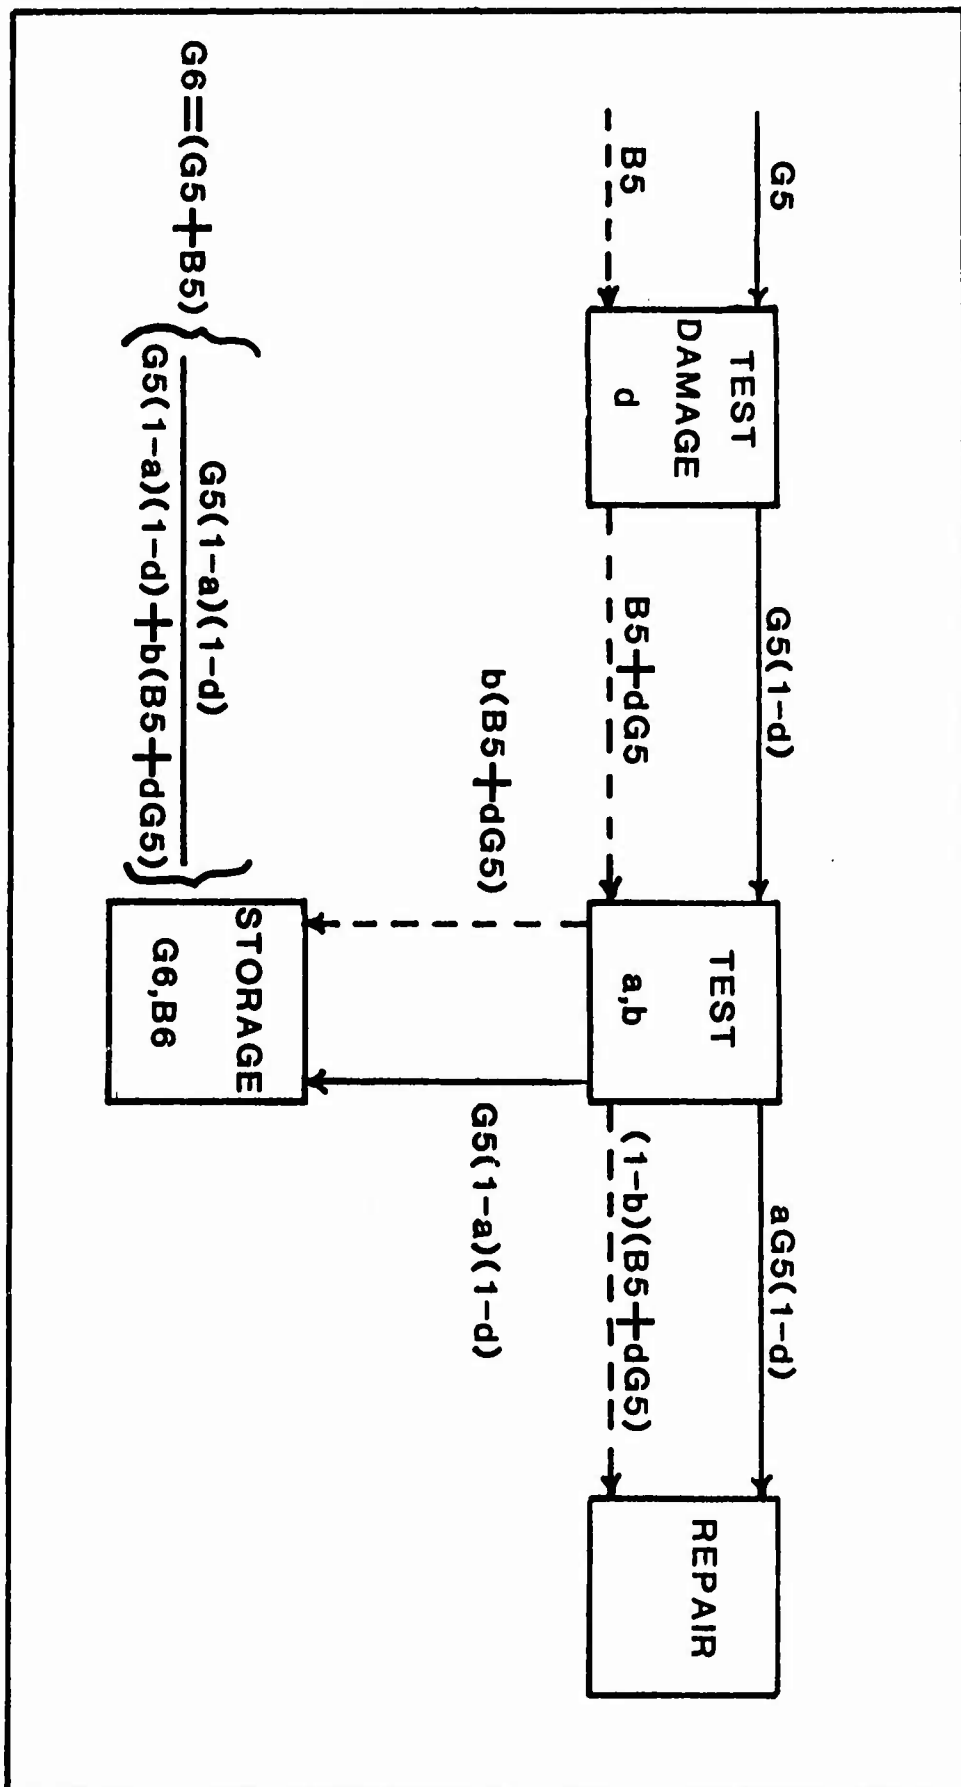 G5
B5
TEST
DAMAGE
d
G5(1-d)
B5+dG5
TEST
a,b
aG5(1-d)
(1-b)(B5+dG5)
REPAIR
b(B5+dG5)
G5(1-a)(1-d)
STORAGE
G6,B6
G5(1-a)(1-d)
G6=(G5+B5){
G5(1-a)(1-d)+b(B5+dG5)}